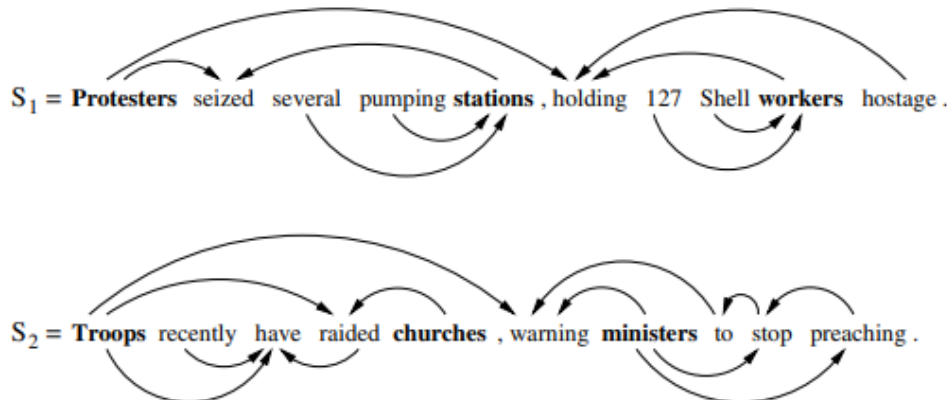 S1 = Protesters seized several pumping stations , holding 127 Shell workers hostage .
S2 = Troops recently have raided churches , warning ministers to stop preaching .